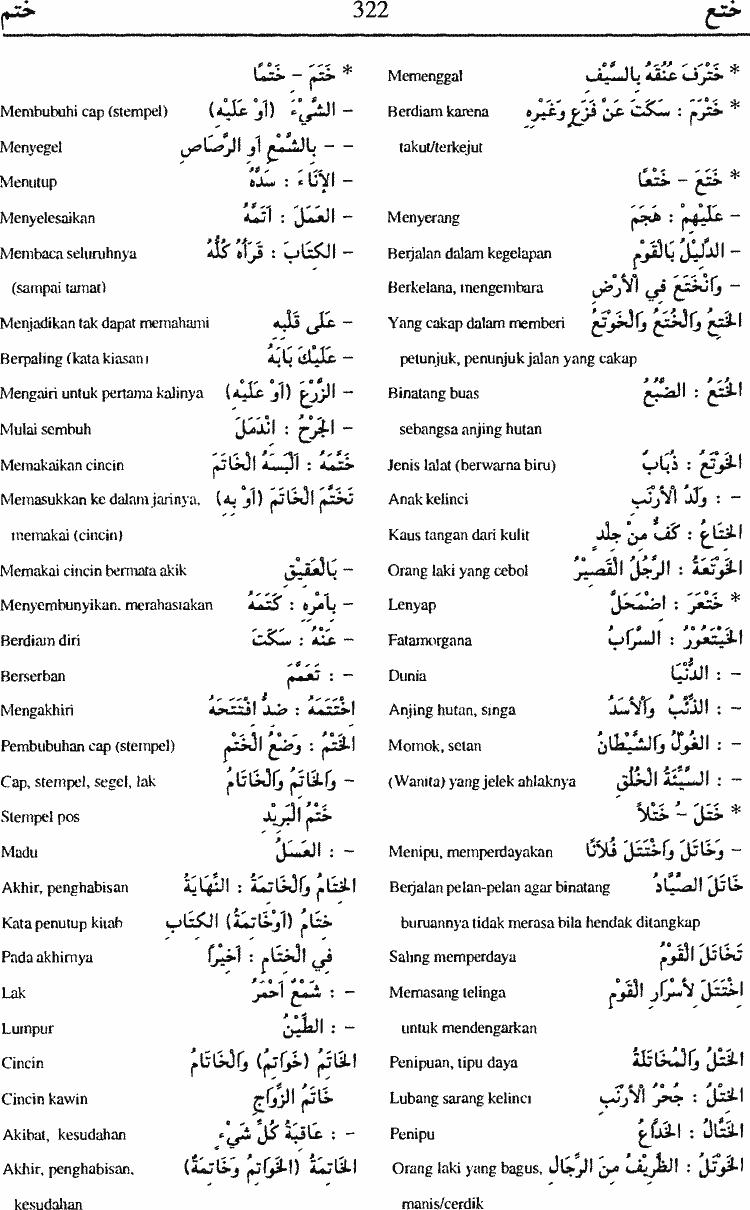 ختع 322 ختم
* خَتْرَفَ عُنُقَهُ بِالسَّيْفِ Memenggal
* خَتْرَمَ : سَكَتَ عَنْ فَزَعٍ وَغَيْرِهِ Berdiam karena
takut/terkejut
* خَتَعَ – خَتْعًا
– عَلَيْهِمْ : هَجَمَ Menyerang
– الدَّلِيْلُ بِالْقَوْمِ Berjalan dalam kegelapan
– وَانْخَتَعَ فِي الْأَرْضِ Berkelana, mengembara
الخَتِعُ وَالْخُتَعُ وَالْخَوْتَعُ Yang cakap dalam memberi
petunjuk, penunjuk jalan yang cakap
الخُتَعُ : الضَّبُعُ Binatang buas
sebangsa anjing hutan
الخَوْتَعُ : ذُبَابٌ Jenis lalat (berwarna biru)
– : وَلَدُ الْأَرْنَبِ Anak kelinci
الخِتَاعُ : كَفٌّ مِنْ جِلْدٍ Kaus tangan dari kulit
الخَوْتَعَةُ : الرَّجُلُ الْقَصِيْرُ Orang laki yang cebol
* خَتْعَرَ : اضْمَحَلَّ Lenyap
الخَيْتَعُوْرُ : السَّرَابُ Fatamorgana
– : الدُّنْيَا Dunia
– : الذِّئْبُ وَالْأَسَدُ Anjing hutan, singa
– : الغُوْلُ وَالشَّيْطَانُ Momok, setan
– : السَّيِّئَةُ الْخُلُقِ (Wanita) yang jelek ahlaknya
* خَتَلَ – خَتْلاً
– وَخَاتَلَ وَاخْتَتَلَ فُلَانًا Menipu, memperdayakan
خَاتَلَ الصَّيَّادُ Berjalan pelan-pelan agar binatang
buruannya tidak merasa bila hendak ditangkap
تَخَاتَلَ الْقَوْمُ Saling memperdaya
اخْتَتَلَ لِأَسْرَارِ الْقَوْمِ Memasang telinga
untuk mendengarkan
الخَتْلُ وَالْمُخَاتَلَةُ Penipuan, tipu daya
الخَتْلُ : جُحْرُ الْأَرْنَبِ Lubang sarang kelinci
الخَتَّالُ : الخَدَّاعُ Penipu
الخَوْتَلُ : الظَّرِيْفُ مِنَ الرِّجَالِ Orang laki yang bagus,
manis/cerdik
* خَتَمَ – خَتْمًا
– الشَّيْءَ (اَوْ عَلَيْهِ) Membubuhi cap (stempel)
– – بِالشَّمْعِ اَوِ الرَّصَاصِ Menyegel
– الْإِنَاءَ : سَدَّهُ Menutup
– العَمَلَ : اَتَمَّهُ Menyelesaikan
– الكِتَابَ : قَرَأَهُ كُلَّهُ Membaca seluruhnya
(sampai tamat)
– عَلَى قَلْبِهِ Menjadikan tak dapat memahami
– عَلَيْكَ بَابَهُ Berpaling (kata kiasan)
– الزَّرْعَ (اَوْ عَلَيْهِ) Mengairi untuk pertama kalinya
– الجُرْحُ : انْدَمَلَ Mulai sembuh
خَتَّمَهُ : اَلْبَسَهُ الْخَاتَمَ Memakaikan cincin
تَخَتَّمَ الْخَاتَمَ (اَوْ بِهِ) Memasukkan ke dalam jarinya,
memakai (cincin)
– بِالْعَقِيْقِ Memakai cincin bermata akik
– بِأَمْرِهِ : كَتَمَهُ Menyembunyikan, merahasiakan
– عَنْهُ : سَكَتَ Berdiam diri
– : تَعَمَّمَ Berserban
اخْتَتَمَهُ : ضِدُّ افْتَتَحَهُ Mengakhiri
الخَتْمُ : وَضْعُ الْخَتْمِ Pembubuhan cap (stempel)
– وَالْخَاتِمُ وَالْخَاتَامُ Cap, stempel, segel, lak
خَتْمُ الْبَرِيْدِ Stempel pos
– : العَسَلُ Madu
الخِتَامُ وَالْخَاتِمَةُ : النِّهَايَةُ Akhir, penghabisan
خِتَامُ (اَوْخَاتِمَةُ) الكِتَابِ Kata penutup kitab
فِي الْخِتَامِ : اَخِيْرًا Pada akhirnya
– : شَمْعٌ اَحْمَرُ Lak
– : الطِّيْنُ Lumpur
الخَاتَمُ (خَوَاتِمُ) وَالْخَاتَامُ Cincin
خَاتَمُ الزَّوَاجِ Cincin kawin
– : عَاقِبَةُ كُلِّ شَيْءٍ Akibat, kesudahan
الخَاتِمَةُ (الخَوَاتِمُ وَخَاتِمَةُ) Akhir, penghabisan,
kesudahan